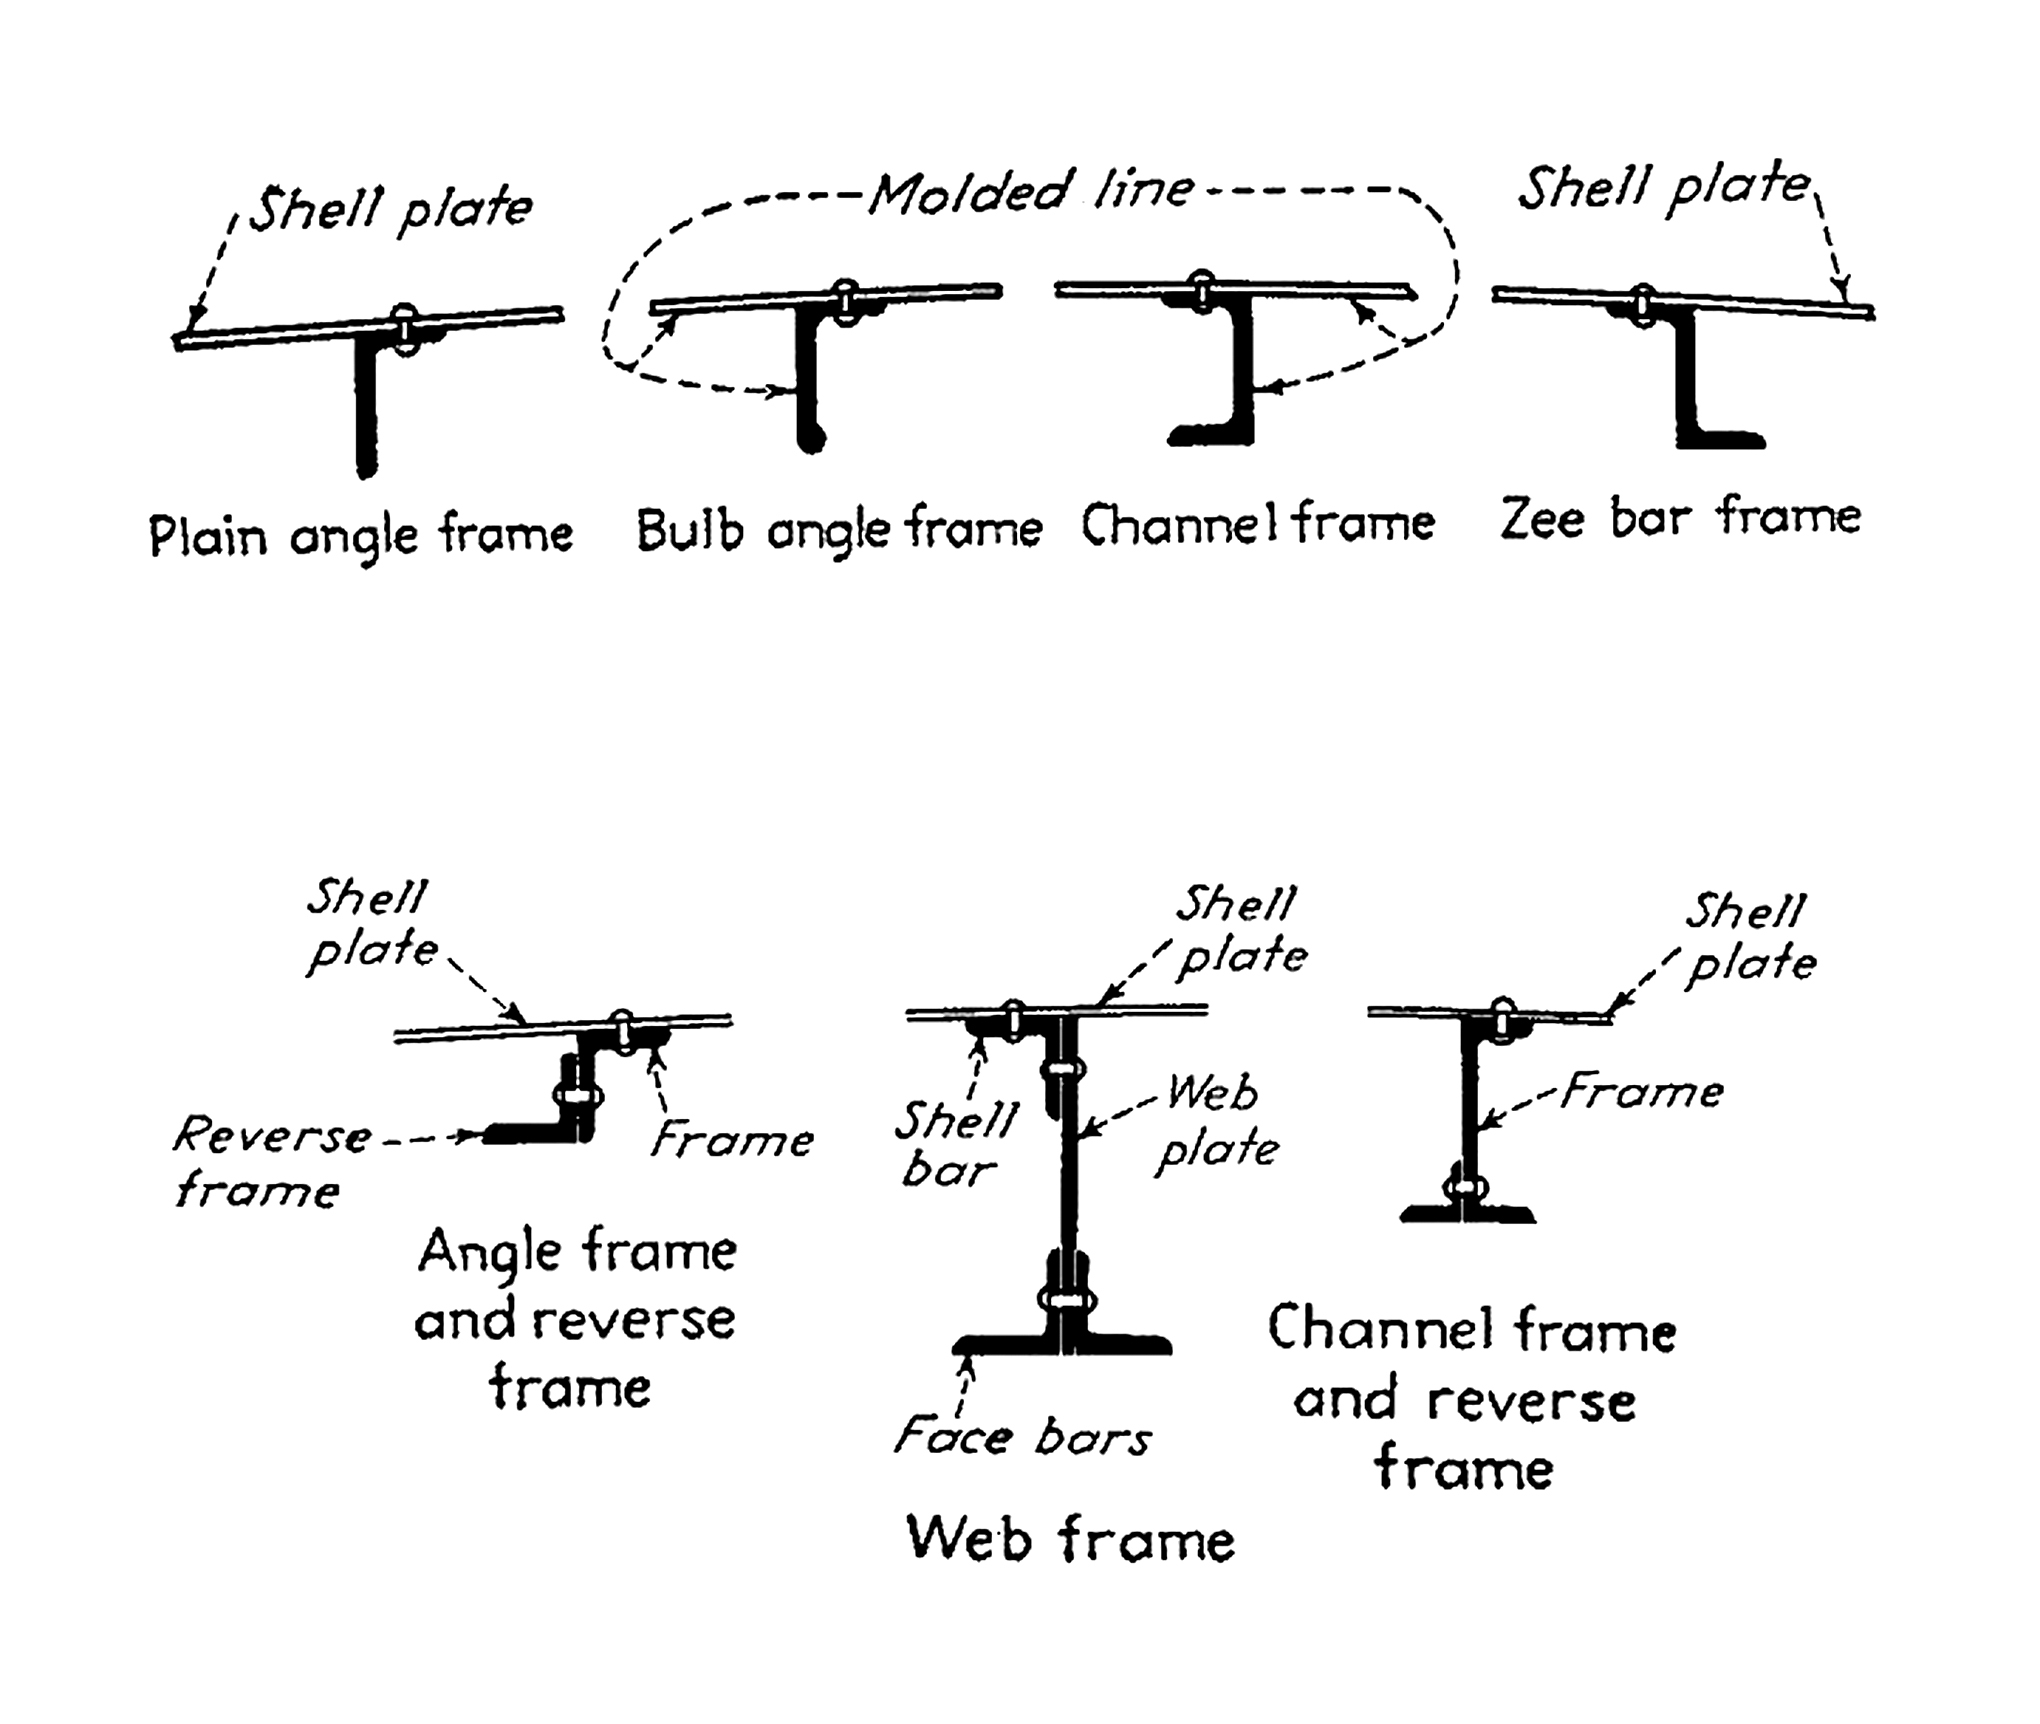 Shell plate
Molded line
Shell plate
Plain angle frame
Bulb angle frame
Channel frame
Zee bar frame
Shell
plate
Reverse
frame
Frame
Angle frame
and reverse
frame
Shell
plate
Shell
bar
Web
plate
Face bars
Web frame
Shell
plate
Frame
Channel frame
and reverse
frame